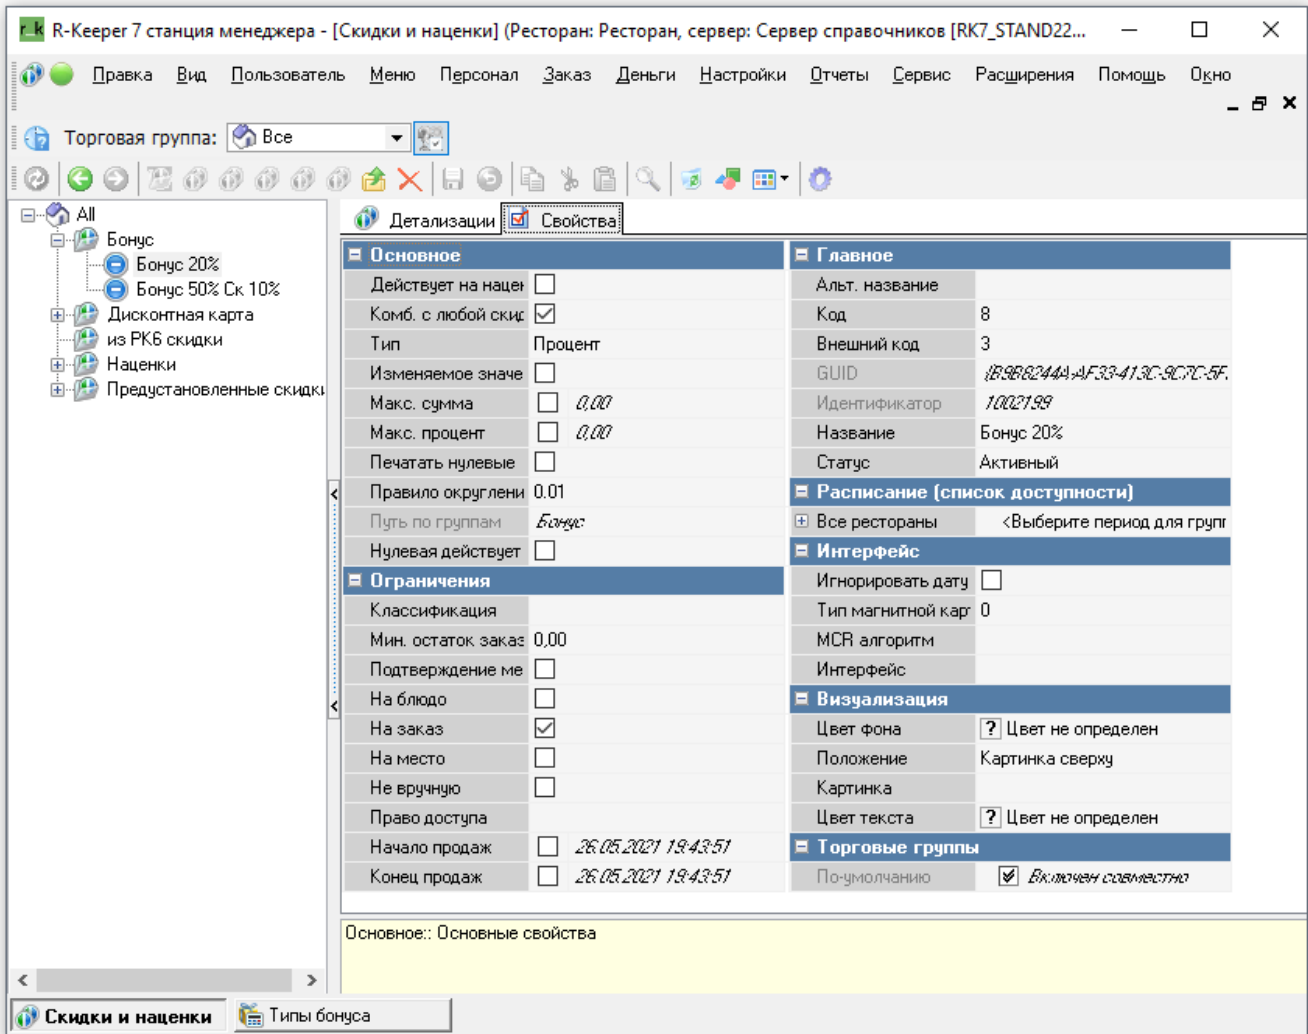 r_k R-Keeper 7 станция менеджера - [Скидки и наценки] (Ресторан: Ресторан, сервер: Сервер справочников [RK7_STAND22...
Правка Вид Пользователь Меню Персонал Заказ Деньги Настройки Отчеты Сервис Расширения Помощь Окно
Торговая группа: Все
All
Бонус
Бонус 20%
Бонус 50% Ск 10%
Дисконтная карта
из РК6 скидки
Наценки
Предустановленные скидки
Детализации Свойства
Основное
Действует на нацен
Комб. с любой скид
Тип Процент
Изменяемое значе
Макс. сумма 0,00
Макс. процент 0,00
Печатать нулевые
Правило округлени 0.01
Путь по группам Бонус
Нулевая действует
Ограничения
Классификация
Мин. остаток заказ 0,00
Подтверждение ме
На блюдо
На заказ
На место
Не вручную
Право доступа
Начало продаж 26.05.2021 19:43:51
Конец продаж 26.05.2021 19:43:51
Главное
Альт. название
Код 8
Внешний код 3
GUID {B9B8244A-AF33-413C-9C7C-5F.
Идентификатор 1002199
Название Бонус 20%
Статус Активный
Расписание (список доступности)
Все рестораны <Выберите период для групп
Интерфейс
Игнорировать дату
Тип магнитной карт 0
MCR алгоритм
Интерфейс
Визуализация
Цвет фона ? Цвет не определен
Положение Картинка сверху
Картинка
Цвет текста ? Цвет не определен
Торговые группы
По-умолчанию Включен совместно
Основное:: Основные свойства
Скидки и наценки Типы бонуса